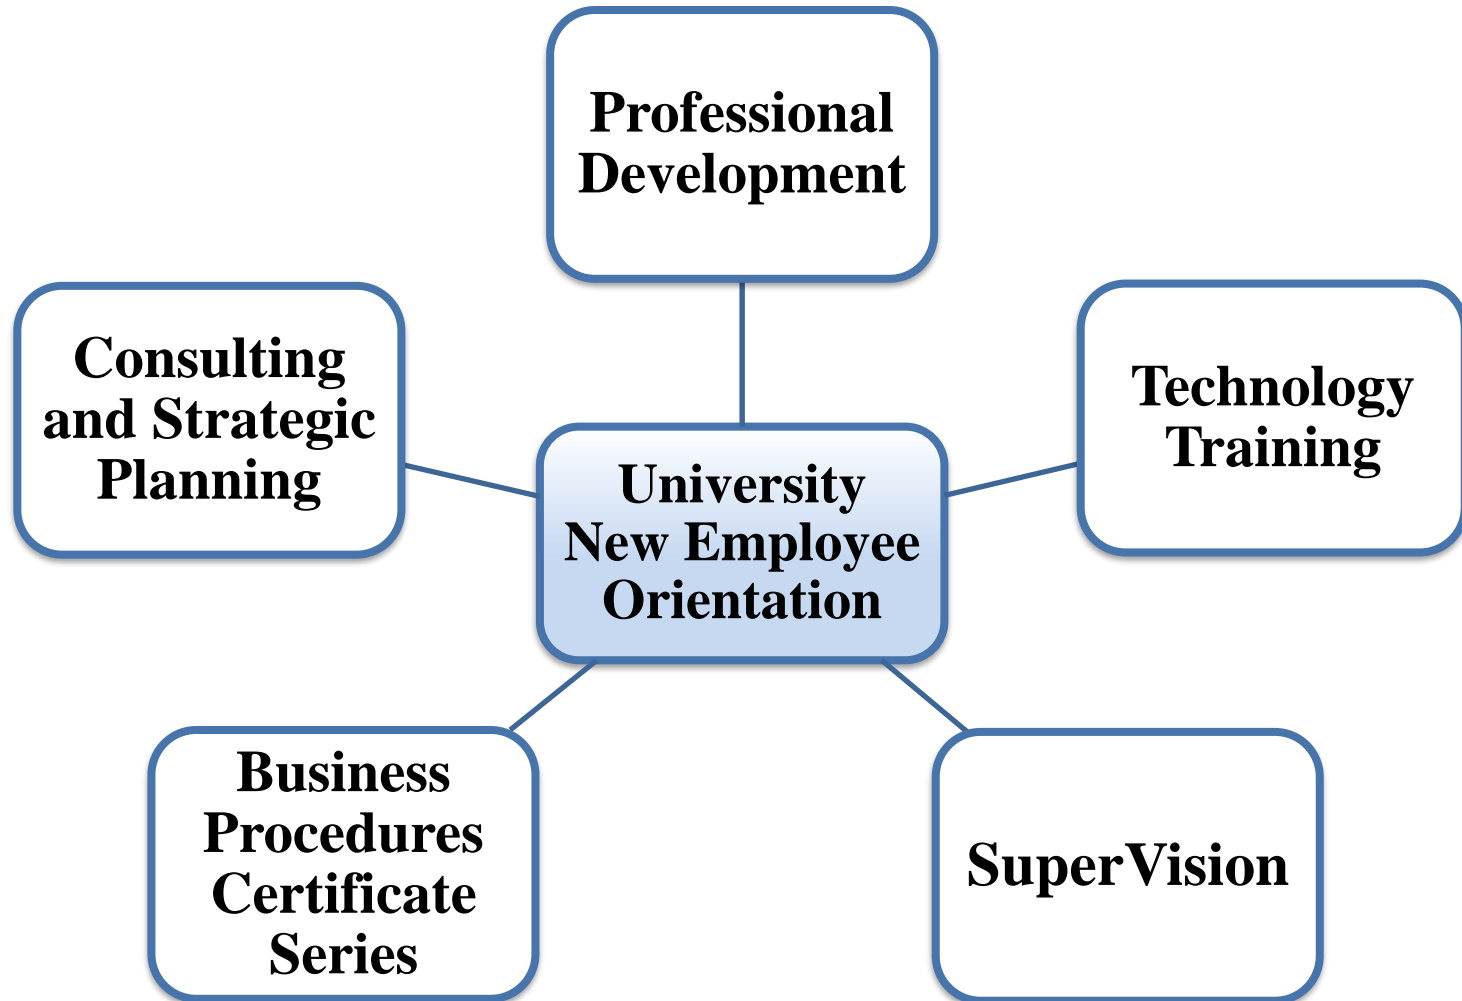 Professional
Development
Consulting
and Strategic
Planning
Technology
Training
University
New Employee
Orientation
Business
Procedures
Certificate
Series
SuperVision